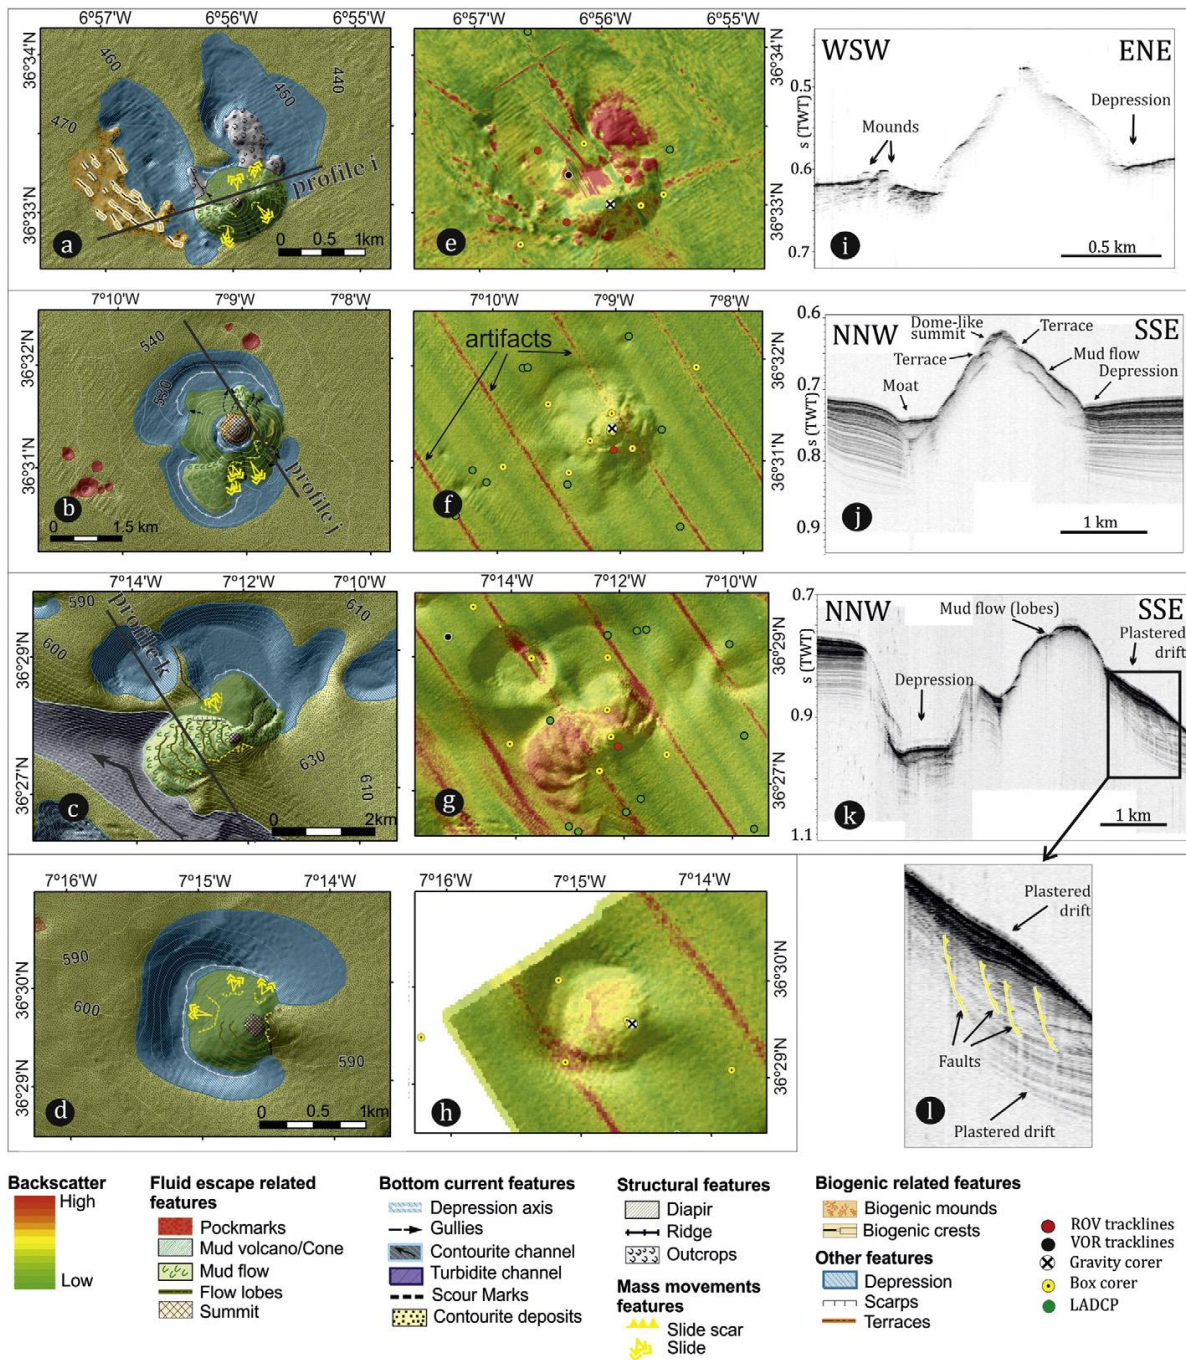 6°57'W 6°56'W 6°55'W
36°34'N
36°33'N
460
450
440
470
profile i
0 0.5 1km
a
6°57'W 6°56'W 6°55'W
36°34'N
36°33'N
e
WSW ENE
s (TWT)
0.5
0.6
0.7
Mounds
Depression
0.5 km
i
7°10'W 7°9'W 7°8'W
36°32'N
36°31'N
540
550
profile j
b
0 1.5 km
7°10'W 7°9'W 7°8'W
36°32'N
36°31'N
artifacts
f
NNW SSE
s (TWT)
0.6
0.7
0.8
0.9
Dome-like
summit
Terrace
Terrace
Mud flow
Depression
Moat
1 km
j
7°14'W 7°12'W 7°10'W
36°29'N
36°27'N
590
600
610
630
610
profile k
c
0 2km
7°14'W 7°12'W 7°10'W
36°29'N
36°27'N
g
NNW SSE
s (TWT)
0.7
0.9
1.1
Mud flow (lobes)
Plastered
drift
Depression
1 km
k
7°16'W 7°15'W 7°14'W
36°30'N
36°29'N
590
600
590
d
0 0.5 1km
7°16'W 7°15'W 7°14'W
36°30'N
36°29'N
h
Plastered
drift
Faults
Plastered drift
l
Backscatter
High
Low
Fluid escape related
features
Pockmarks
Mud volcano/Cone
Mud flow
Flow lobes
Summit
Bottom current features
Depression axis
Gullies
Contourite channel
Turbidite channel
Scour Marks
Contourite deposits
Structural features
Diapir
Ridge
Outcrops
Mass movements
features
Slide scar
Slide
Biogenic related features
Biogenic mounds
Biogenic crests
Other features
Depression
Scarps
Terraces
ROV tracklines
VOR tracklines
Gravity corer
Box corer
LADCP